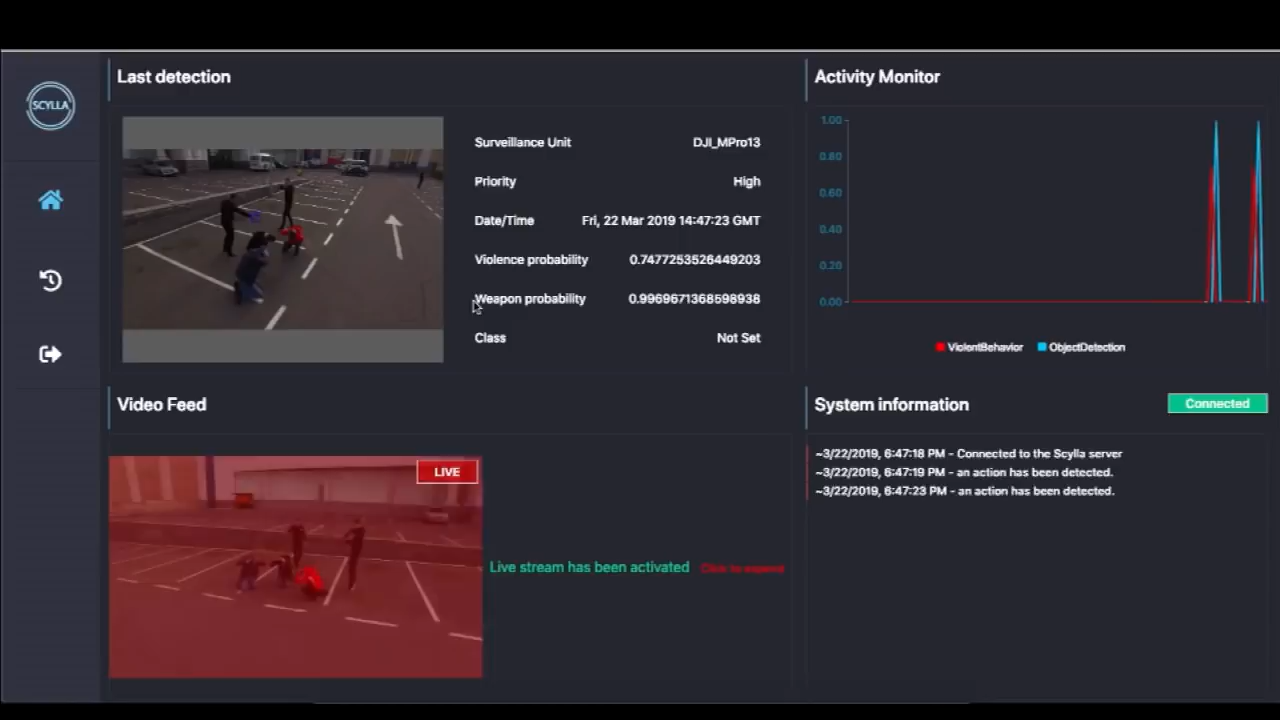 SCYLLA
Last detection
Surveillance Unit DJI_MPro13
Priority High
Date/Time Fri, 22 Mar 2019 14:47:23 GMT
Violence probability 0.7477253526449203
Weapon probability 0.9969671368598938
Class Not Set
Activity Monitor
1.00
0.80
0.60
0.40
0.20
0.00
ViolentBehavior ObjectDetection
Video Feed
LIVE
Live stream has been activated Click to expand
System information Connected
~3/22/2019, 6:47:18 PM - Connected to the Scylla server
~3/22/2019, 6:47:19 PM - an action has been detected.
~3/22/2019, 6:47:23 PM - an action has been detected.